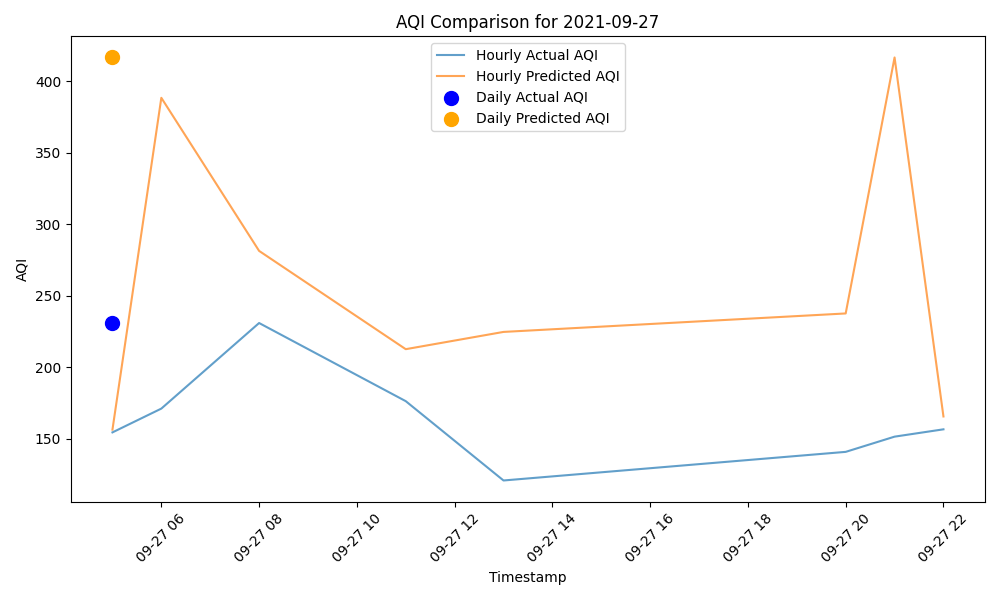 AQI Comparison for 2021-09-27
Hourly Actual AQI
Hourly Predicted AQI
Daily Actual AQI
Daily Predicted AQI
AQI
400
350
300
250
200
150
09-27 06
09-27 08
09-27 10
09-27 12
09-27 14
09-27 16
09-27 18
09-27 20
09-27 22
Timestamp